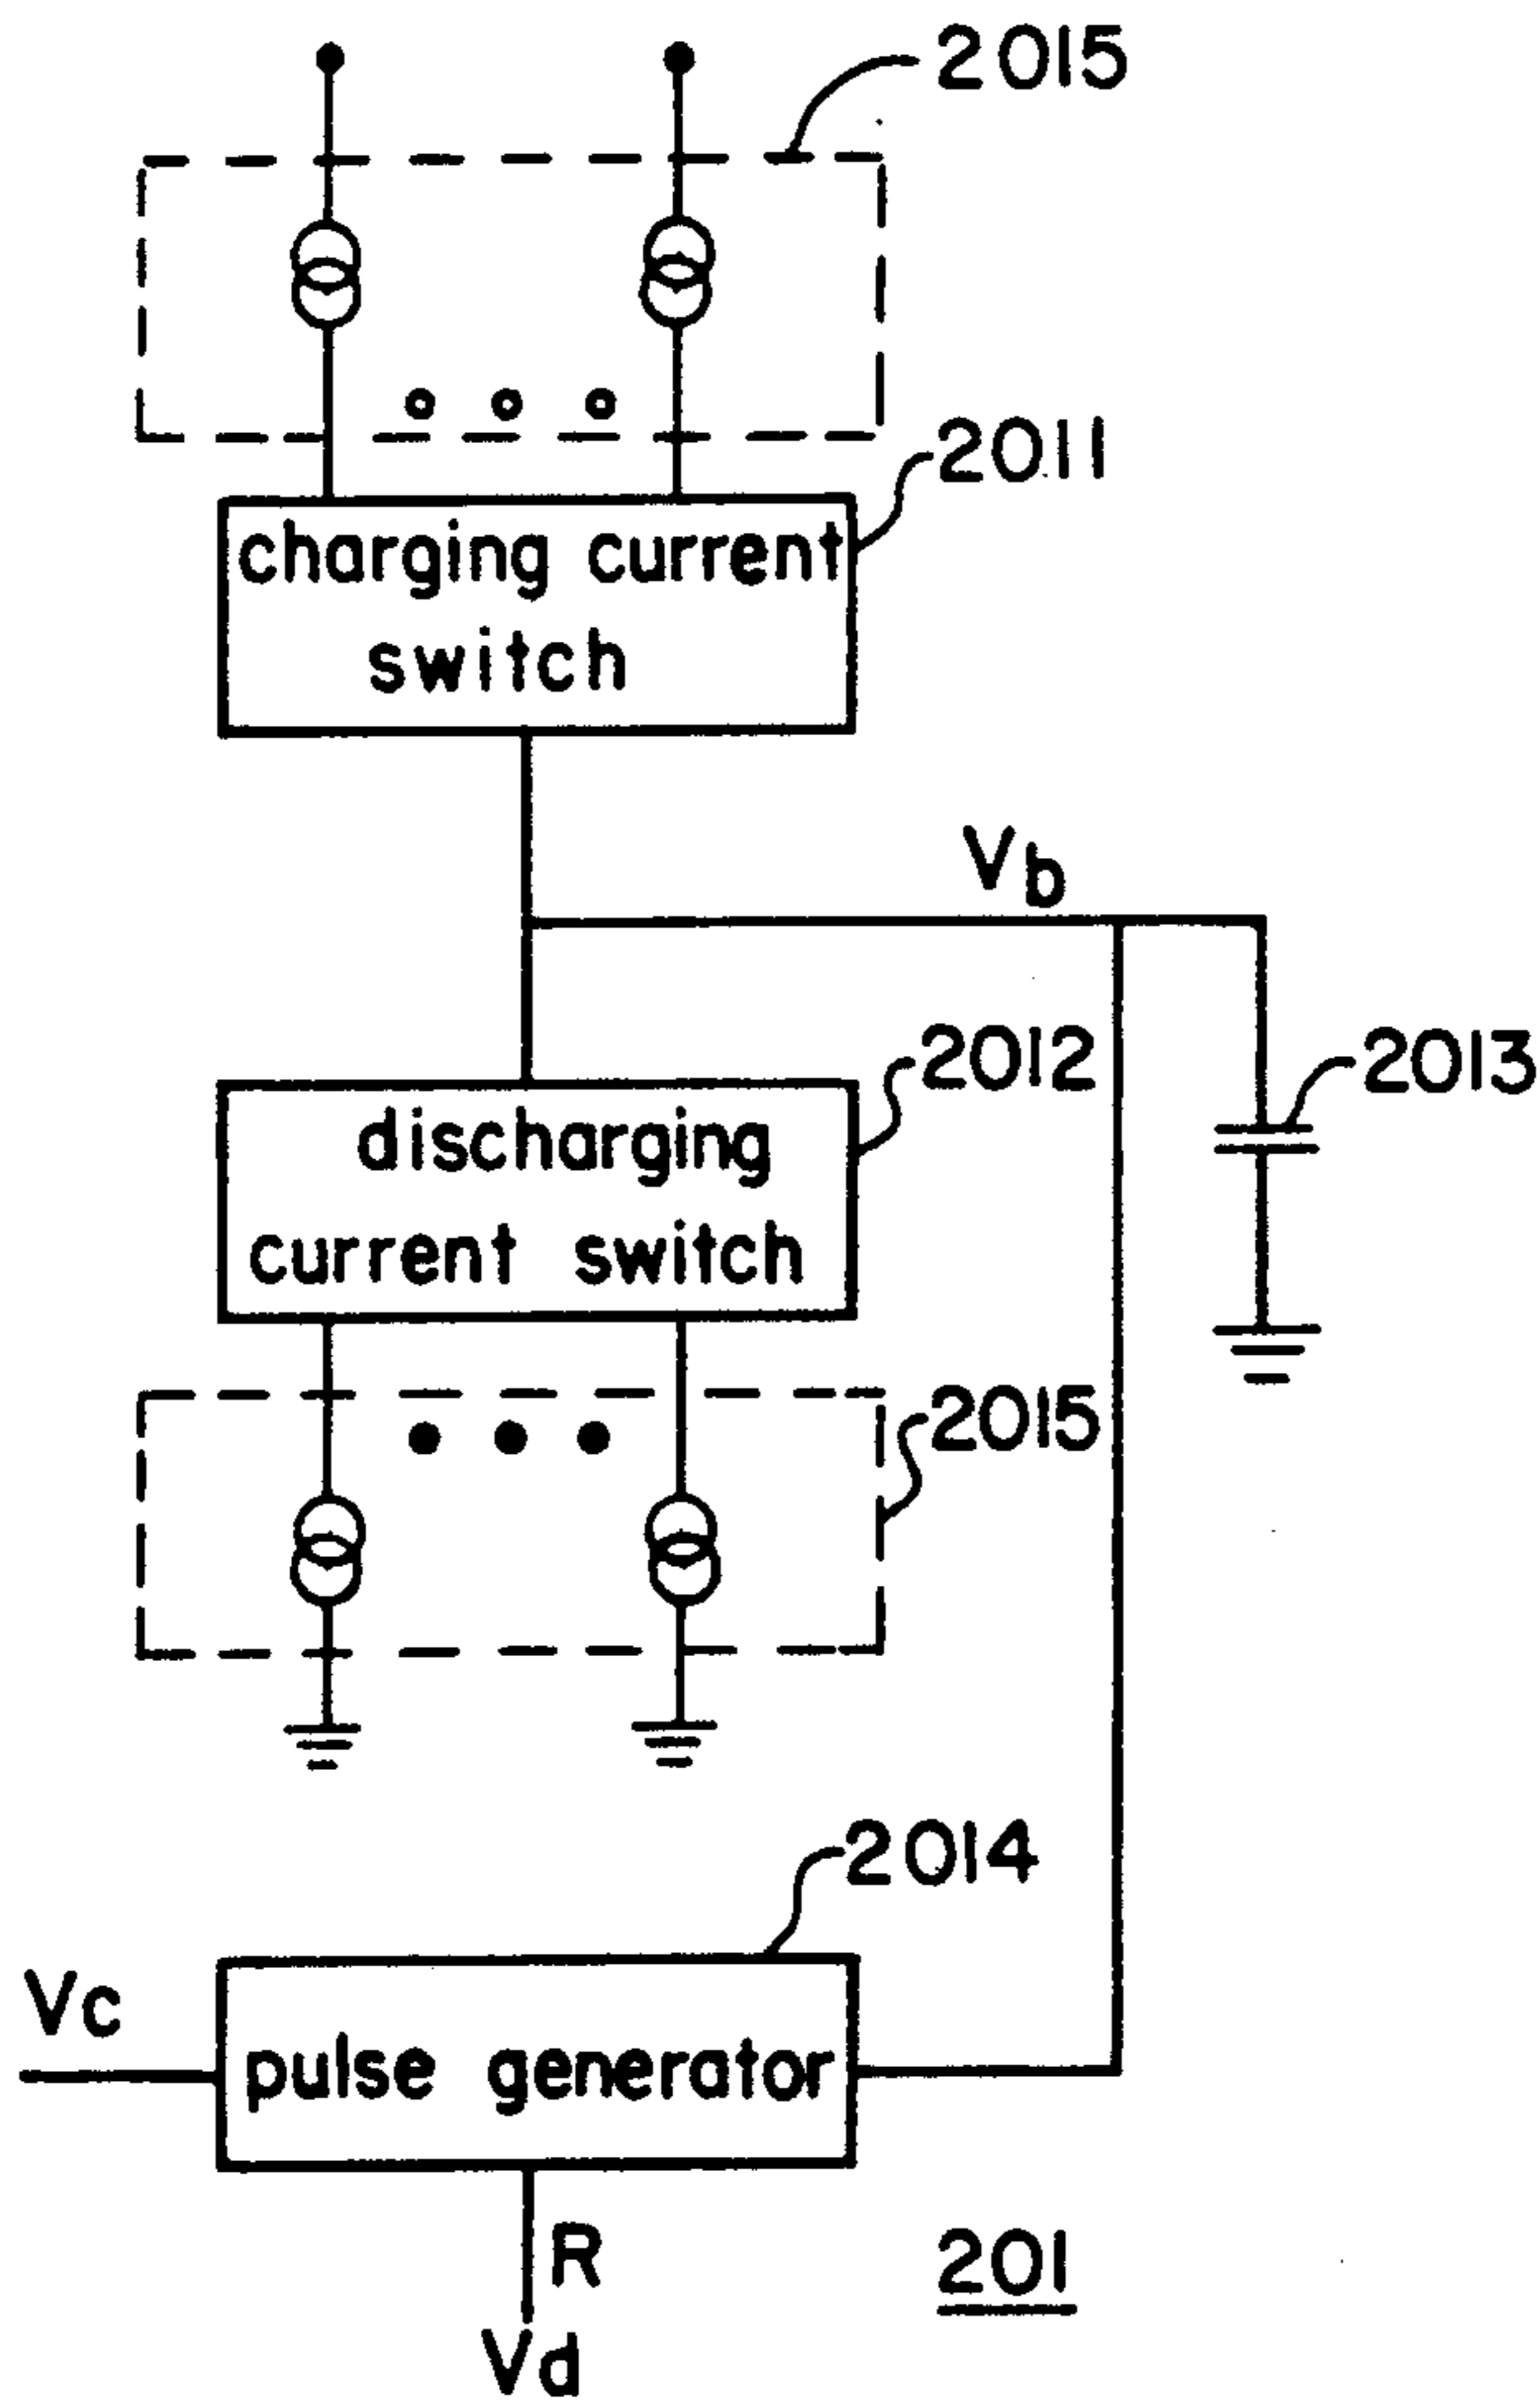 2015
2011
charging current
switch
Vb
2012
2013
discharging
current switch
2015
2014
Vc
pulse generator
R
201
Vd